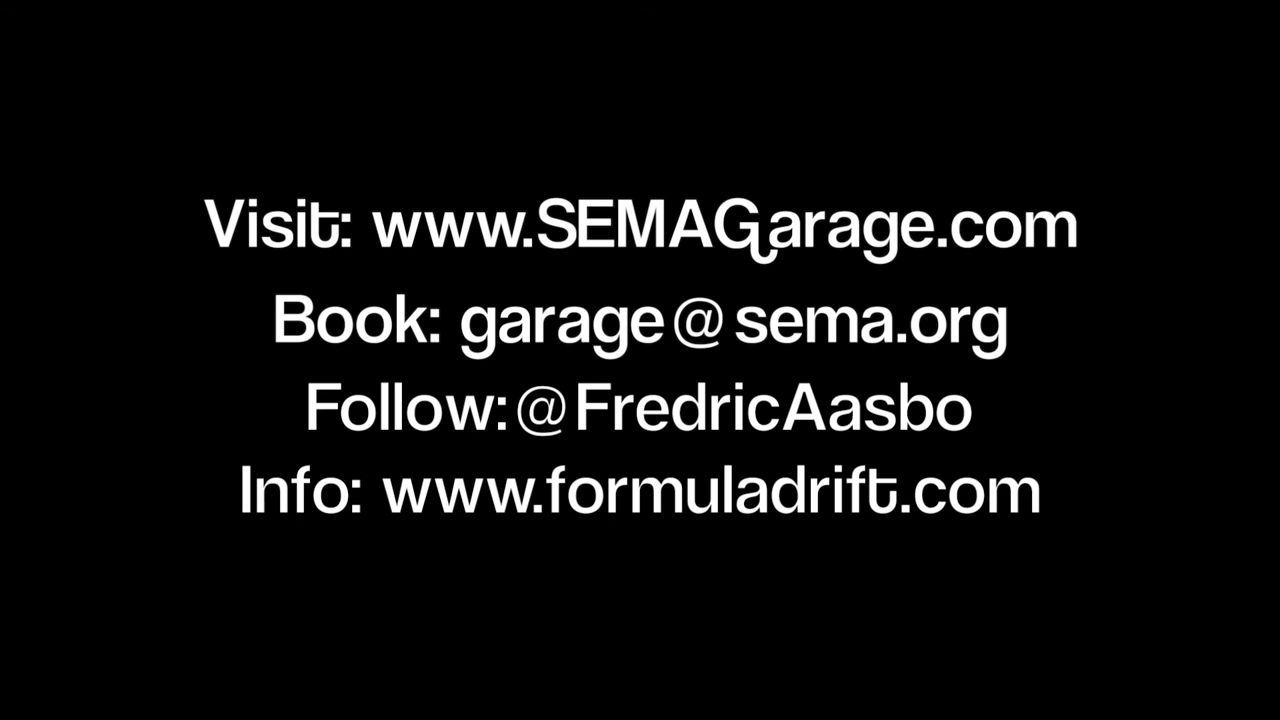 Visit: www.SEMAGarage.com
Book: garage@sema.org
Follow:@FredricAasbo
Info: www.formuladrift.com